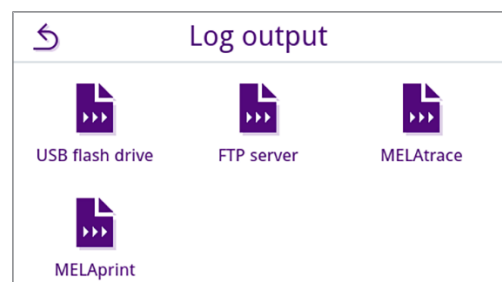 Log output
USB flash drive
FTP server
MELAtrace
MELAprint